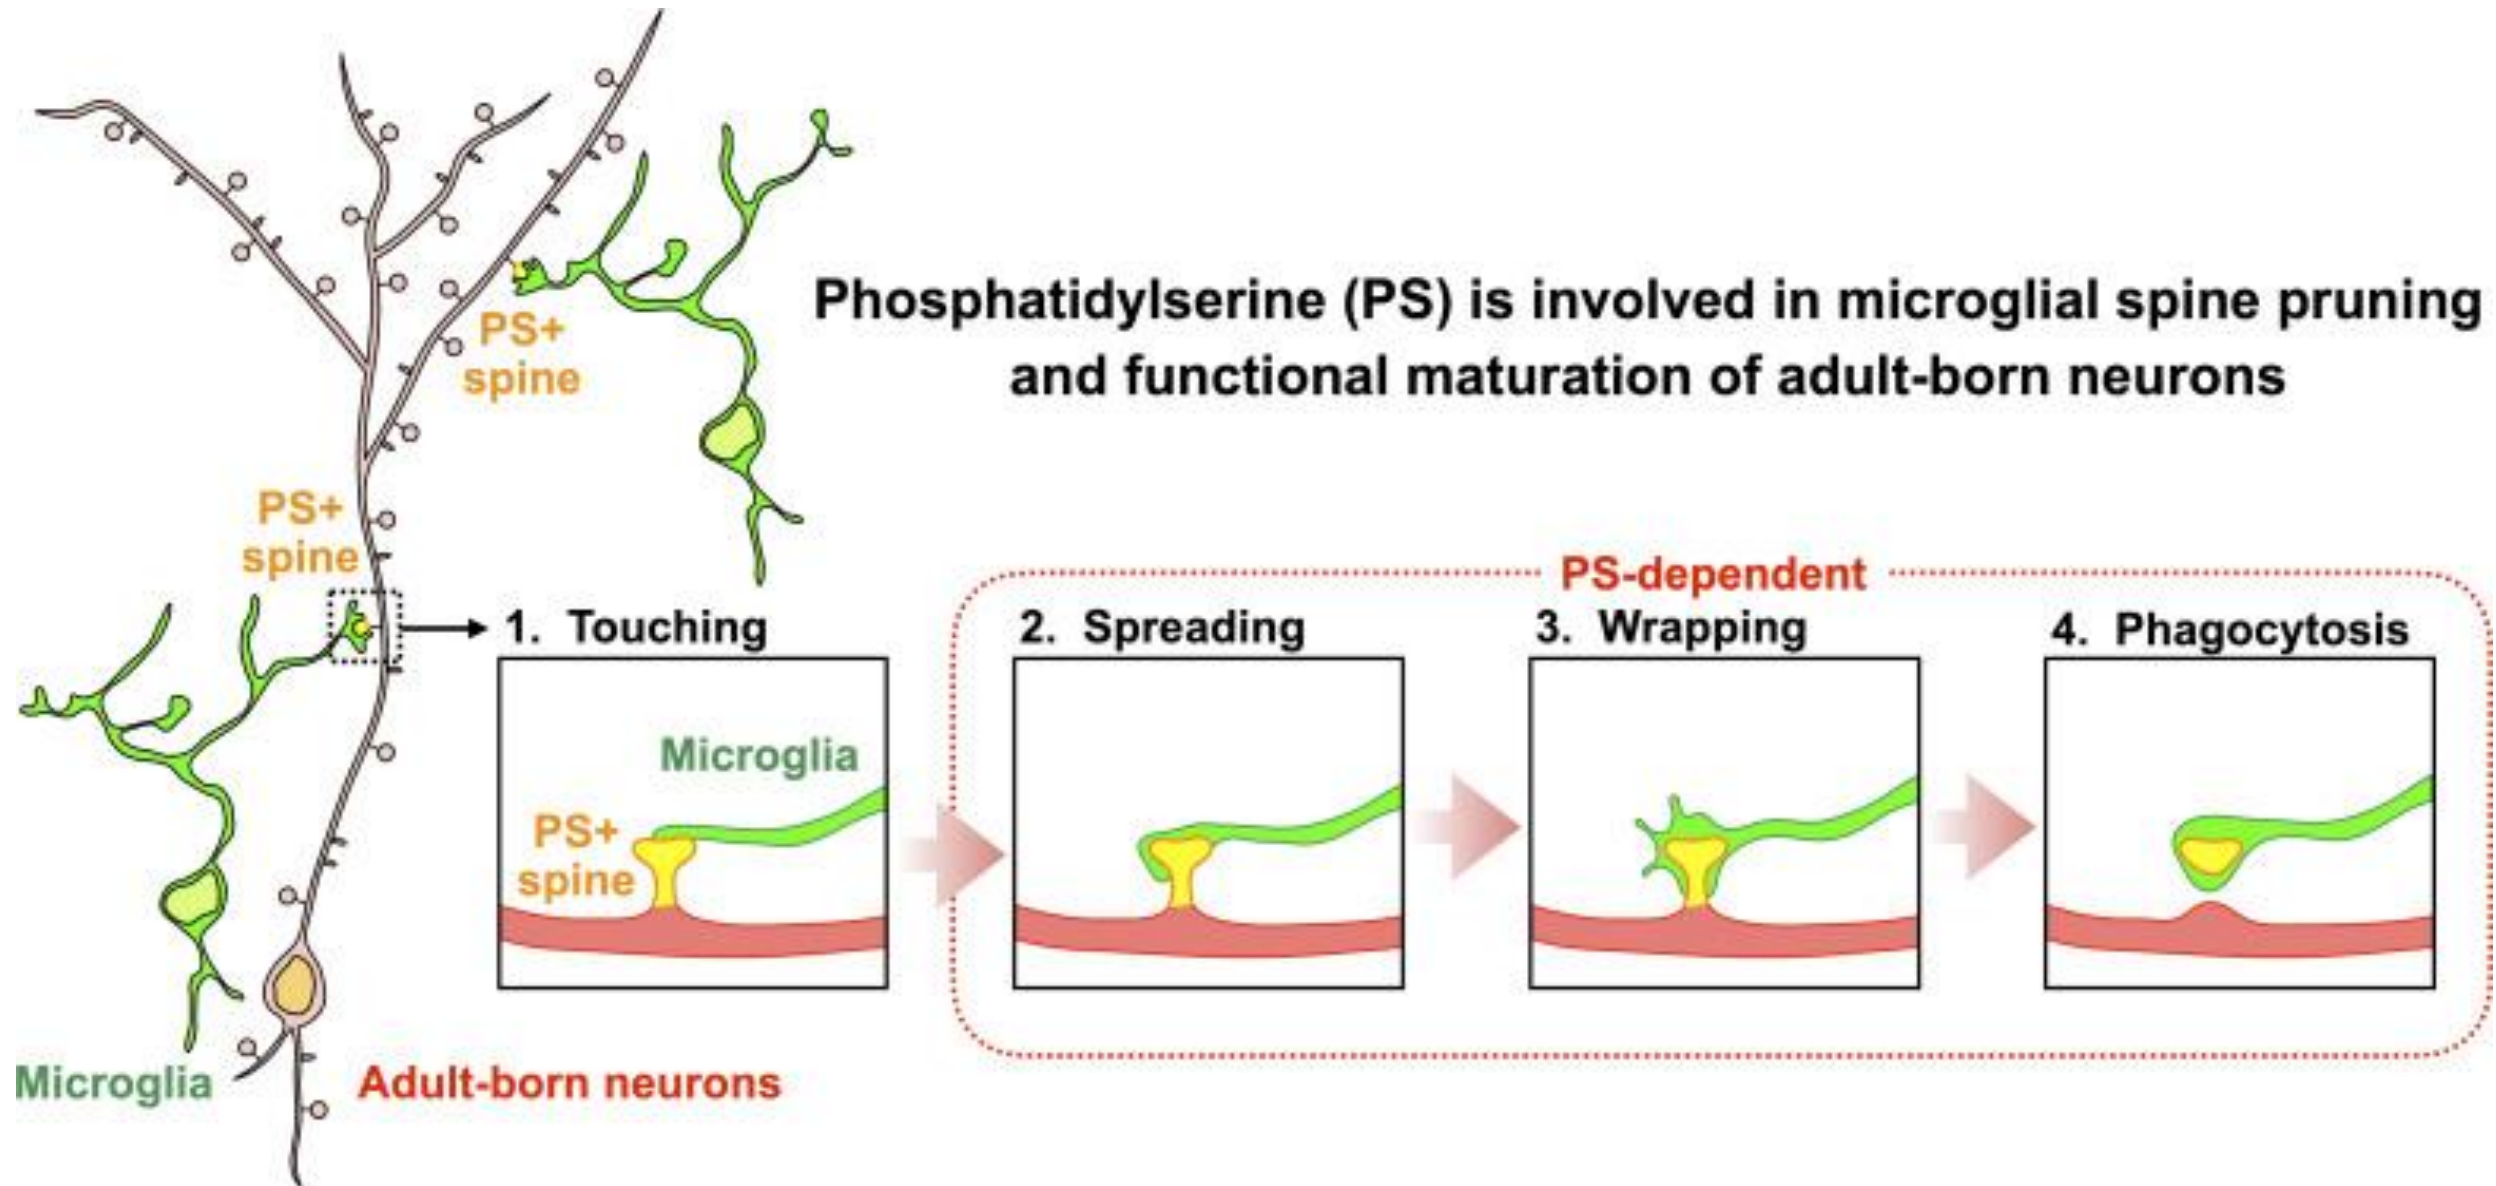 Phosphatidylserine (PS) is involved in microglial spine pruning
and functional maturation of adult-born neurons
PS+
spine
PS+
spine
PS-dependent
1. Touching
2. Spreading
3. Wrapping
4. Phagocytosis
Microglia
PS+
spine
Microglia
Adult-born neurons